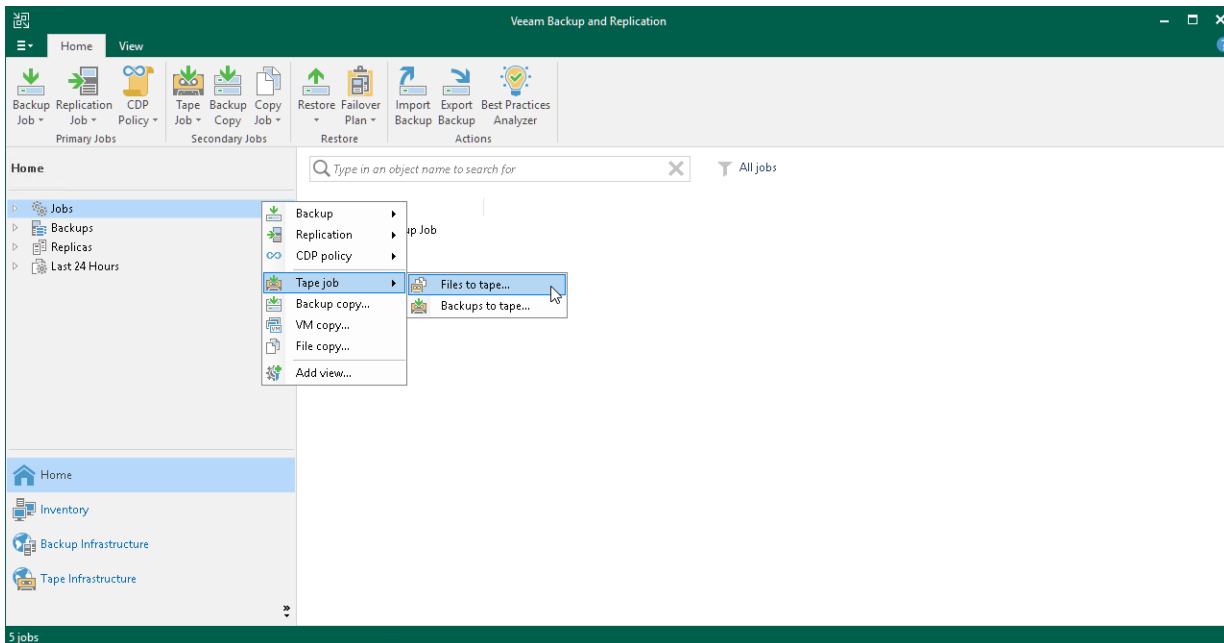 Veeam Backup and Replication
Home View
Backup Job Replication Job CDP Policy
Primary Jobs
Tape Job Backup Copy Copy Job
Secondary Jobs
Restore Failover Plan
Restore
Import Backup Export Backup Best Practices Analyzer
Actions
Home
Type in an object name to search for
All jobs
Jobs
Backups
Replicas
Last 24 Hours
Backup
Replication
CDP policy
Tape job
Backup copy...
VM copy...
File copy...
Add view...
Files to tape...
Backups to tape...
Job
Home
Inventory
Backup Infrastructure
Tape Infrastructure
5 jobs